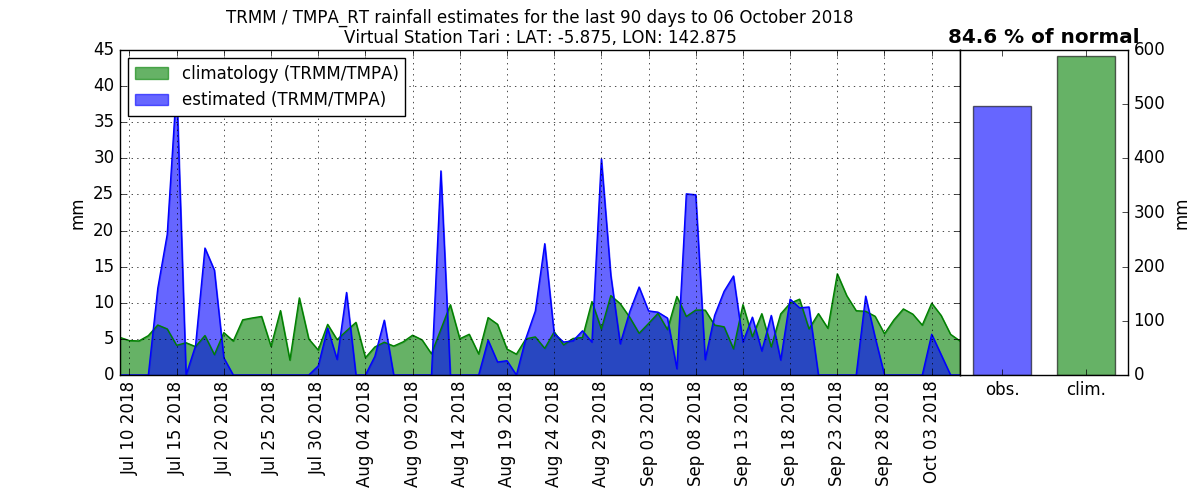 TRMM / TMPA_RT rainfall estimates for the last 90 days to 06 October 2018
Virtual Station Tari : LAT: -5.875, LON: 142.875
84.6 % of normal
climatology (TRMM/TMPA)
estimated (TRMM/TMPA)
mm
45
40
35
30
25
20
15
10
5
0
Jul 10 2018
Jul 15 2018
Jul 20 2018
Jul 25 2018
Jul 30 2018
Aug 04 2018
Aug 09 2018
Aug 14 2018
Aug 19 2018
Aug 24 2018
Aug 29 2018
Sep 03 2018
Sep 08 2018
Sep 13 2018
Sep 18 2018
Sep 23 2018
Sep 28 2018
Oct 03 2018
600
500
400
300
200
100
0
mm
obs.
clim.